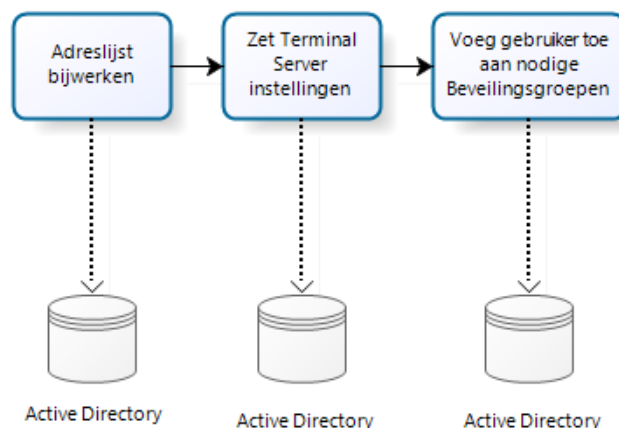 Adreslijst
bijwerken
Zet Terminal
Server
instellingen
Voeg gebruiker toe
aan nodige
Beveilingsgroepen
Active Directory
Active Directory
Active Directory